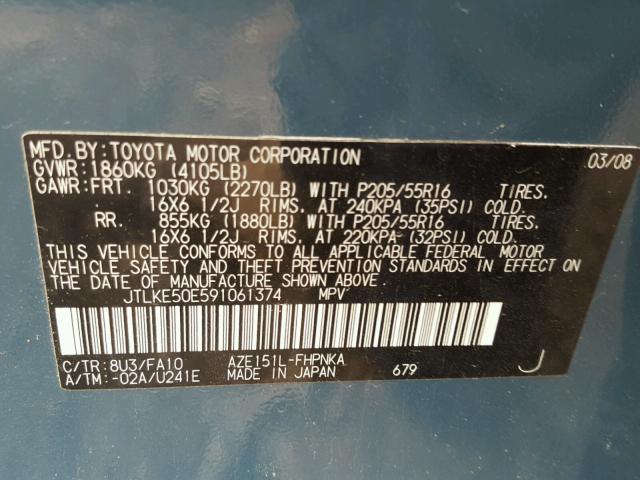 MFD. BY: TOYOTA MOTOR CORPORATION 03/08
GVWR: 1860KG (4105LB)
GAWR: FRT. 1030KG (2270LB) WITH P205/55R16 TIRES.
16X6 1/2J RIMS. AT 240KPA (35PSI) COLD.
RR. 855KG (1880LB) WITH P205/55R16 TIRES.
16X6 1/2J RIMS. AT 220KPA (32PSI) COLD.
THIS VEHICLE CONFORMS TO ALL APPLICABLE FEDERAL MOTOR
VEHICLE SAFETY AND THEFT PREVENTION STANDARDS IN EFFECT ON
THE DATE OF MANUFACTURE SHOWN ABOVE.
JTLKE50E591061374 MPV
C/TR: 8U3/FA10 AZE151L-FHPNKA
A/TM: -02A/U241E MADE IN JAPAN 679 J